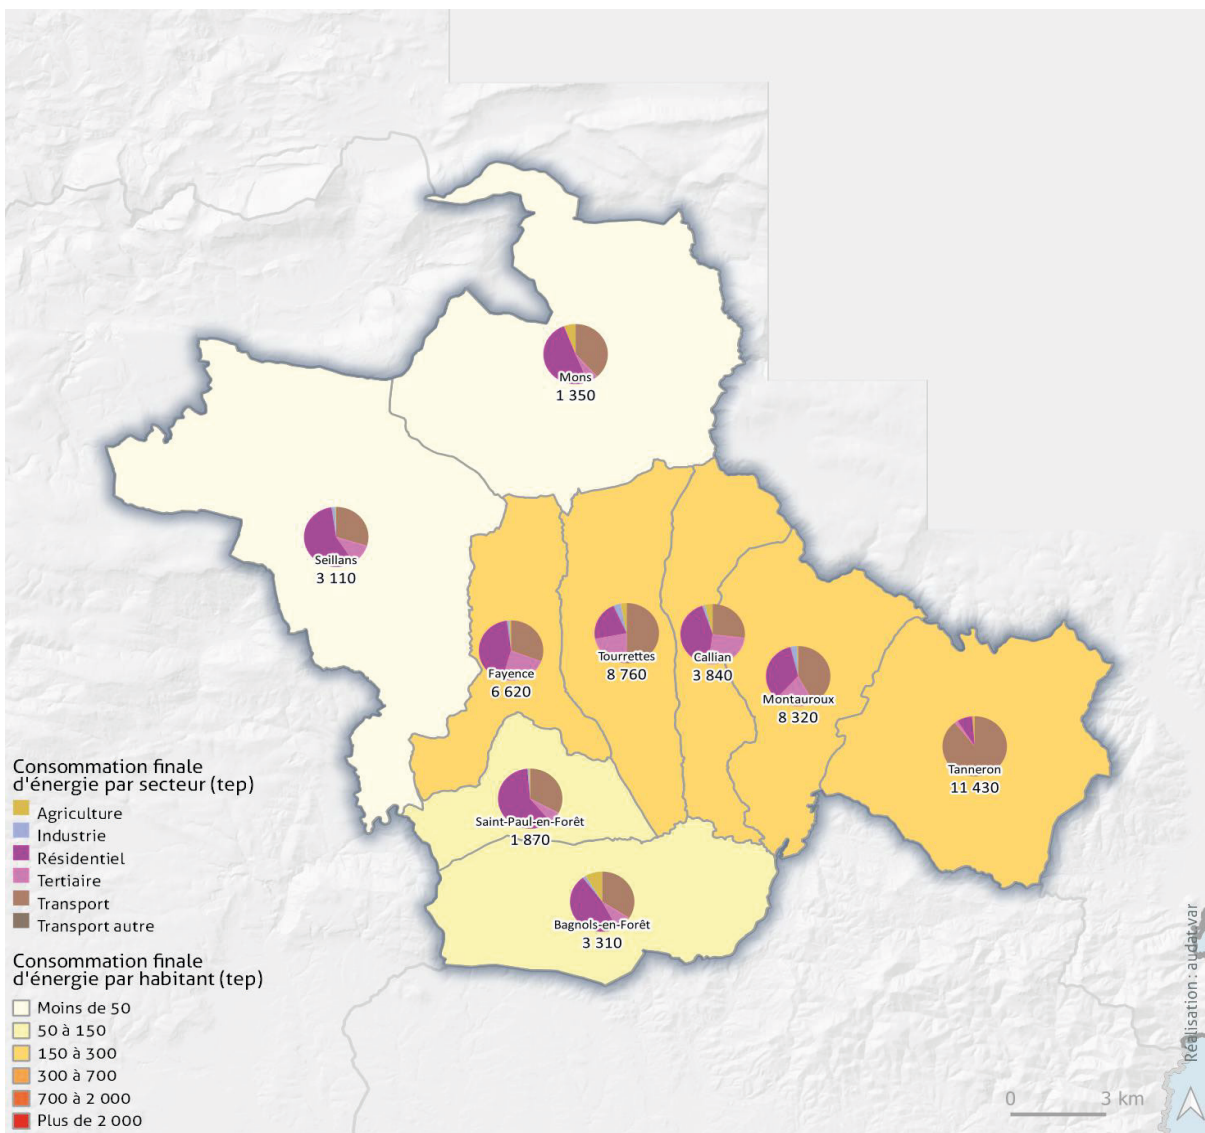 Mons
1 350
Seillans
3 110
Fayence
6 620
Tourrettes
8 760
Callian
3 840
Montauroux
8 320
Tanneron
11 430
Saint-Paul-en-Forêt
1 870
Bagnols-en-Forêt
3 310
Consommation finale
d'énergie par secteur (tep)
Agriculture
Industrie
Résidentiel
Tertiaire
Transport
Transport autre
Consommation finale
d'énergie par habitant (tep)
Moins de 50
50 à 150
150 à 300
300 à 700
700 à 2 000
Plus de 2 000
0 3 km
Réalisation : audat.var